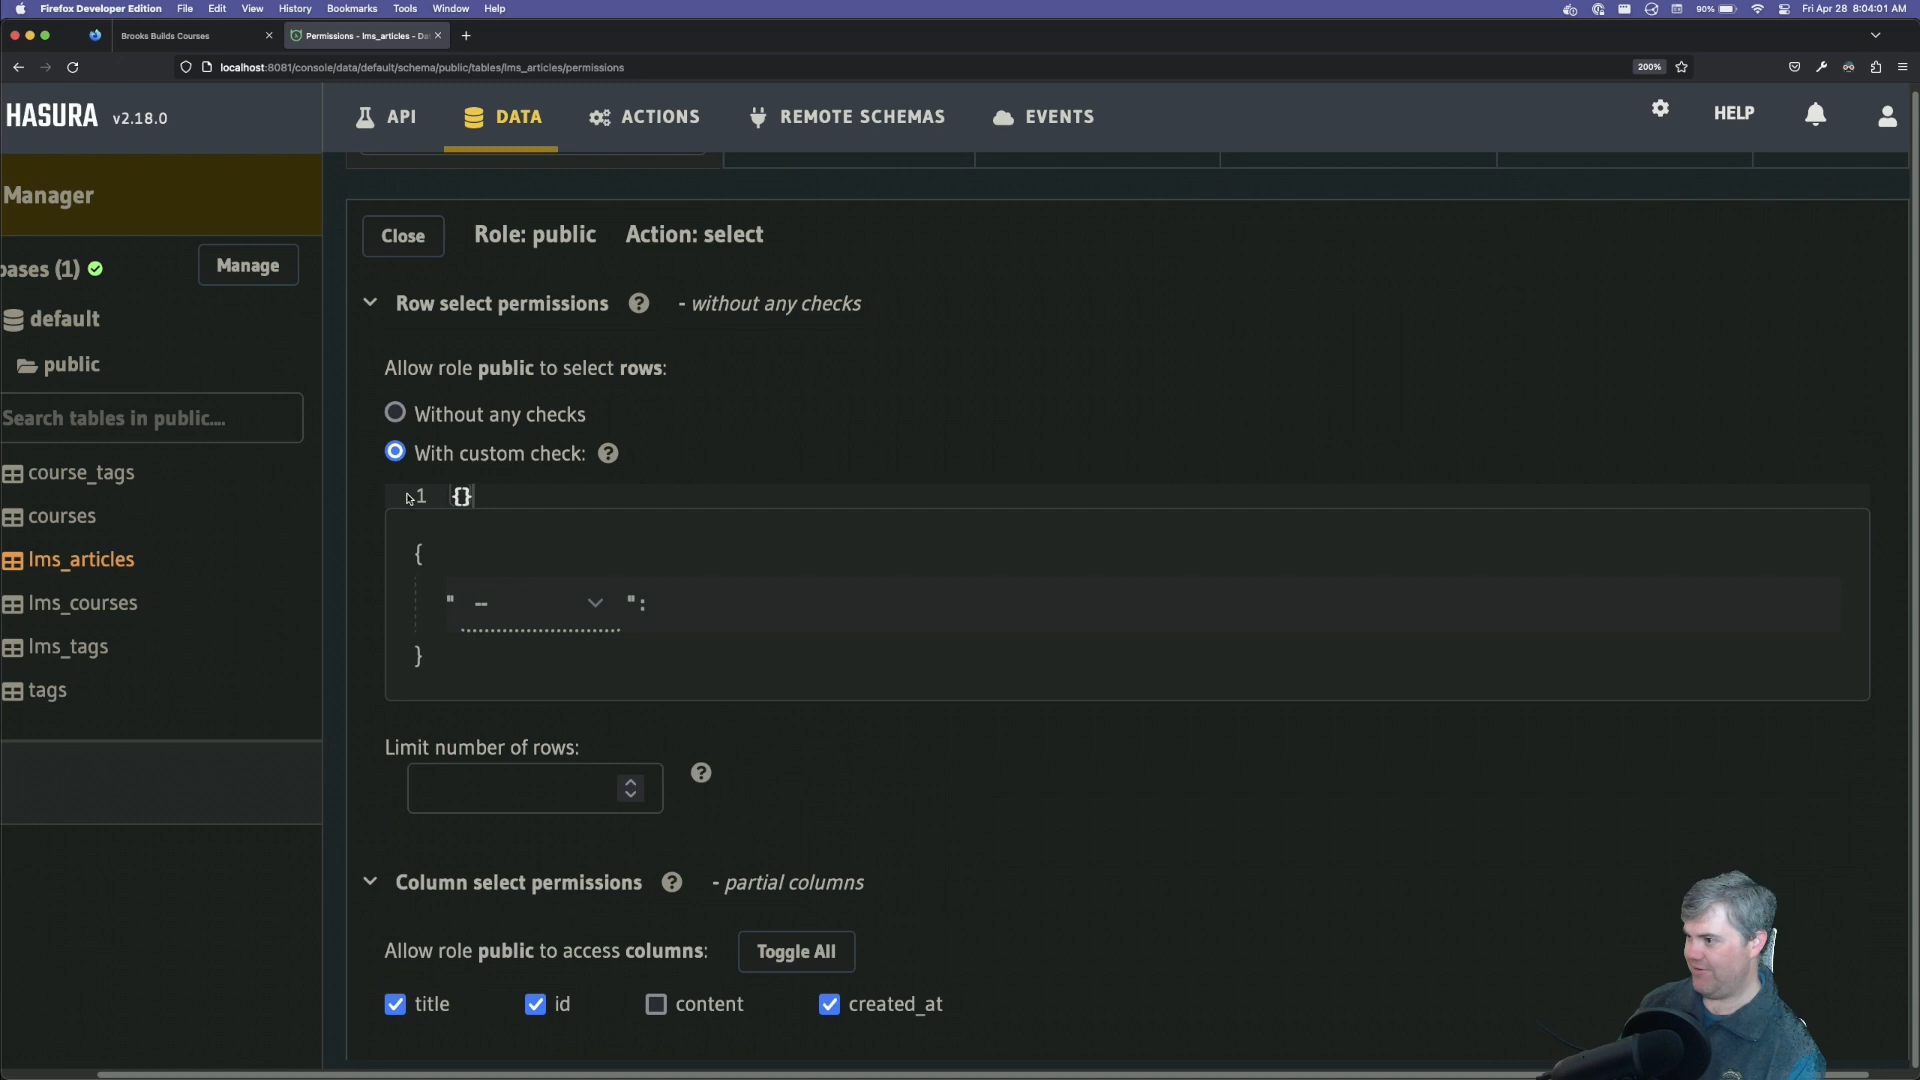 Firefox Developer Edition File Edit View History Bookmarks Tools Window Help 90% Fri Apr 28 8:04:01 AM
Brooks Builds Courses
Permissions - lms_articles - Da
localhost:8081/console/data/default/schema/public/tables/lms_articles/permissions 200%
HASURA v2.18.0
API DATA ACTIONS REMOTE SCHEMAS EVENTS HELP
Manager
bases (1) Manage
default
public
Search tables in public....
course_tags
courses
lms_articles
lms_courses
lms_tags
tags
Close Role: public Action: select
Row select permissions ? - without any checks
Allow role public to select rows:
Without any checks
With custom check: ?
1 {}
{
" -- ":
}
Limit number of rows:
?
Column select permissions ? - partial columns
Allow role public to access columns: Toggle All
title id content created_at